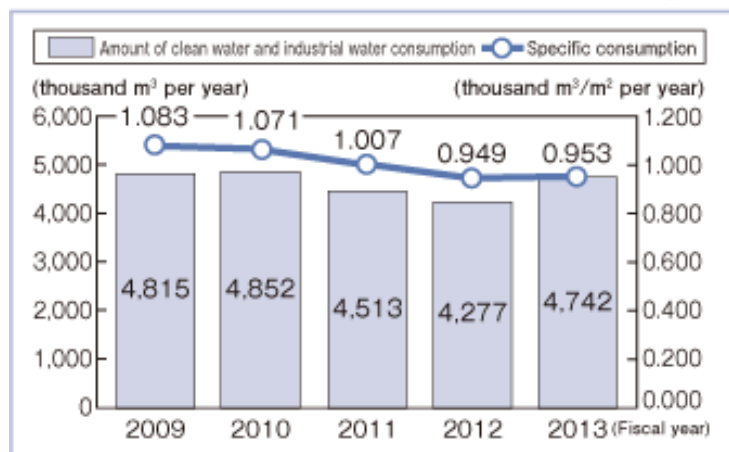 Amount of clean water and industrial water consumption Specific consumption
(thousand m³ per year) (thousand m³/m² per year)
6,000 1.083 1.071 1.007 0.949 0.953 1.200
5,000 1.000
4,000 0.800
3,000 0.600
4,815 4,852 4,513 4,277 4,742
2,000 0.400
1,000 0.200
0 0.000
2009 2010 2011 2012 2013 (Fiscal year)